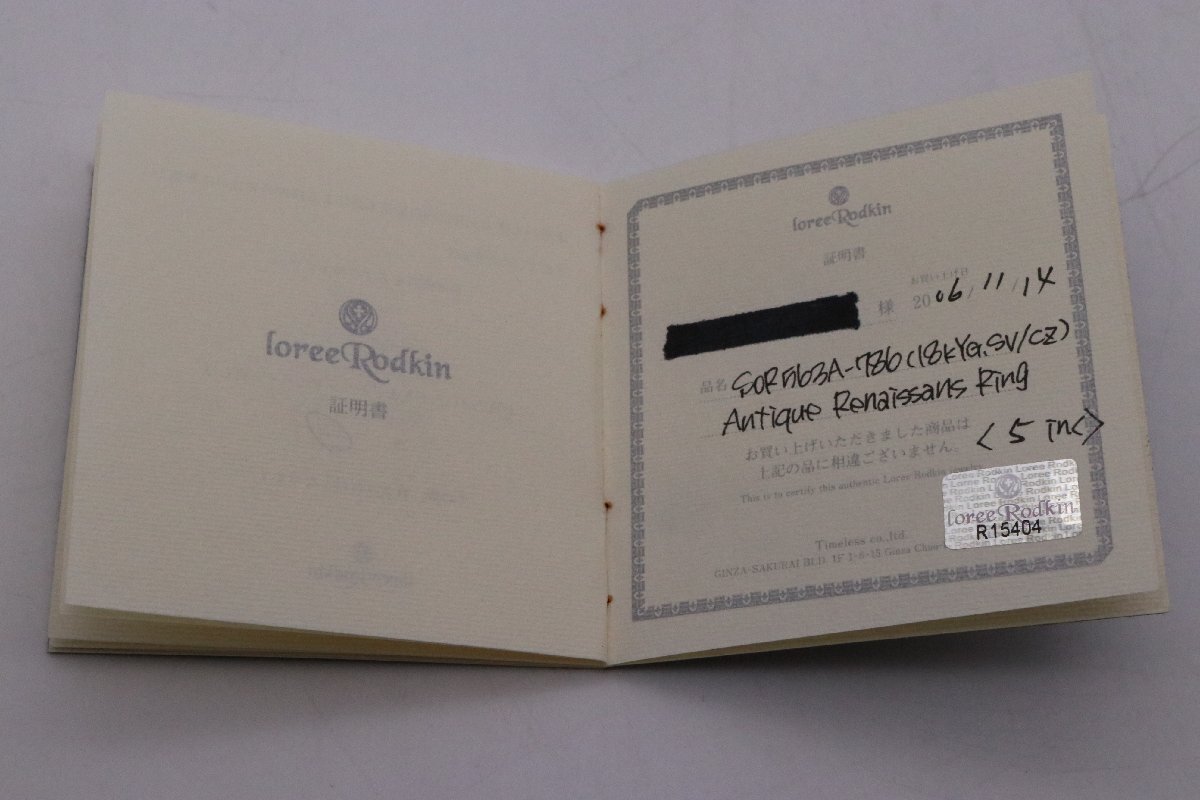 loree Rodkin
証明書
loree Rodkin
証明書
お買い上げ日
様 2006/11/14
品名 SOR5163A-786 (18KYG.SV/CZ)
Antique Renaissans Ring
<5 inc>
お買い上げいただきました商品は
上記の品に相違ございません。
This is to certify this authentic Loree Rodkin
loree Rodkin
R15404
Timeless co.,ltd.
GINZA-SAKURAI BLD. 1F 1-6-15 Ginza